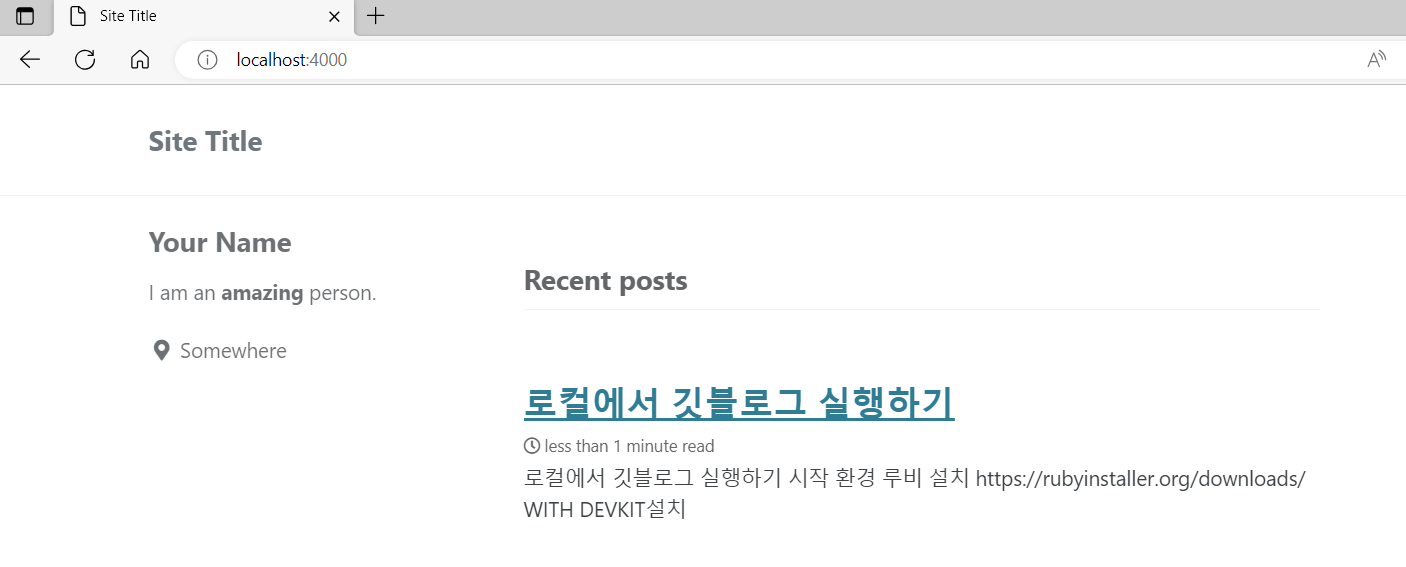 Site Title
localhost:4000
A
Site Title
Your Name
I am an amazing person.
Somewhere
Recent posts
로컬에서 깃블로그 실행하기
less than 1 minute read
로컬에서 깃블로그 실행하기 시작 환경 루비 설치 https://rubyinstaller.org/downloads/
WITH DEVKIT설치